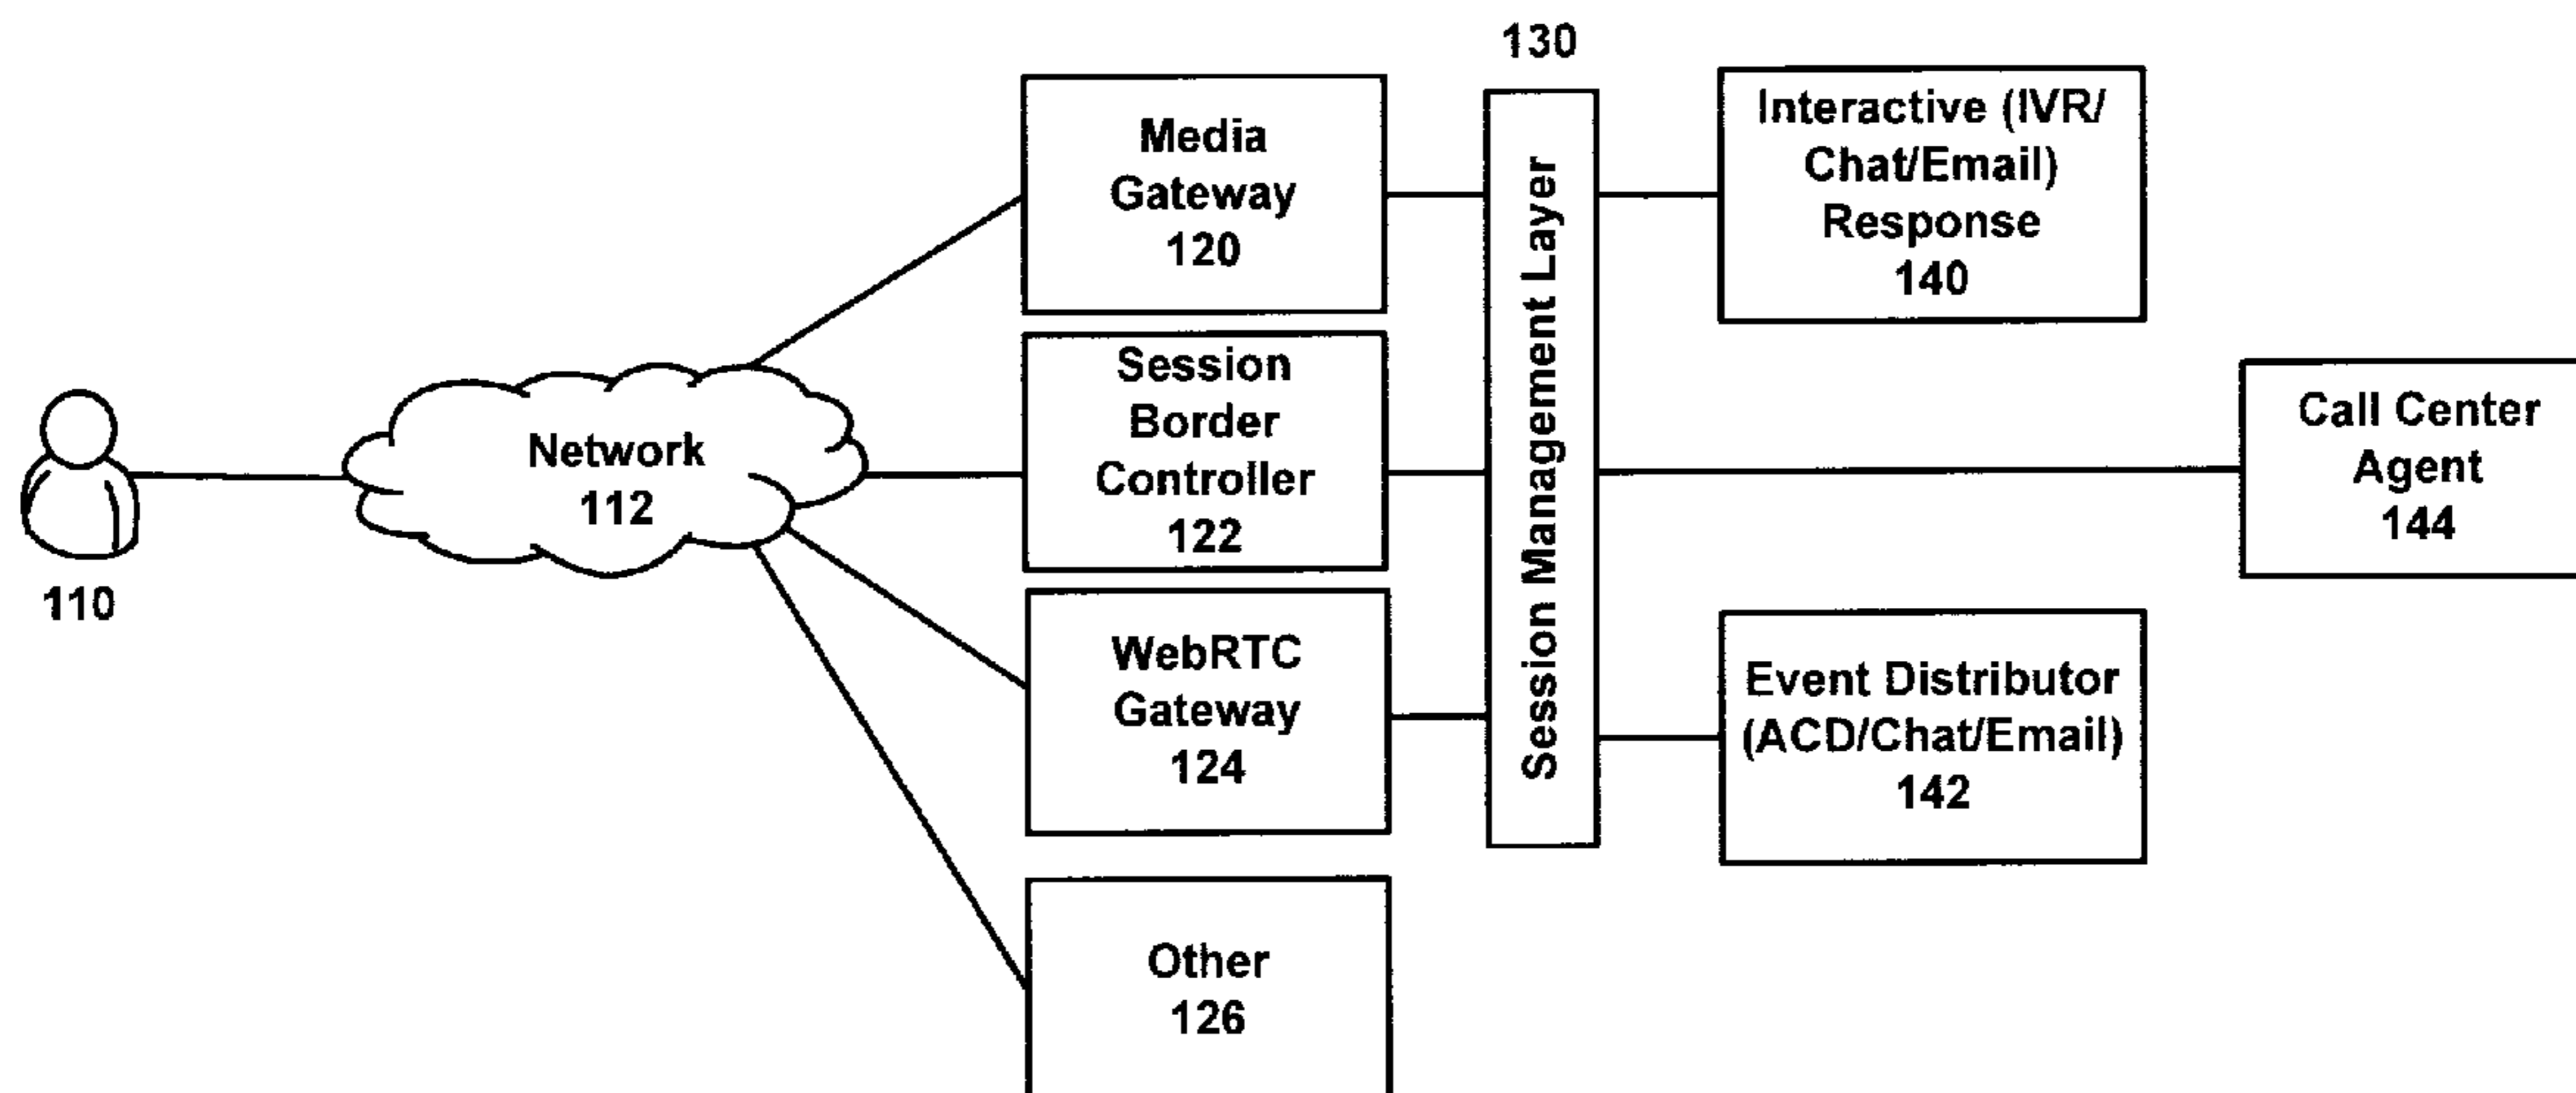 110
Network
112
Media
Gateway
120
Session
Border
Controller
122
WebRTC
Gateway
124
Other
126
130
Session Management Layer
Interactive (IVR/
Chat/Email)
Response
140
Call Center
Agent
144
Event Distributor
(ACD/Chat/Email)
142